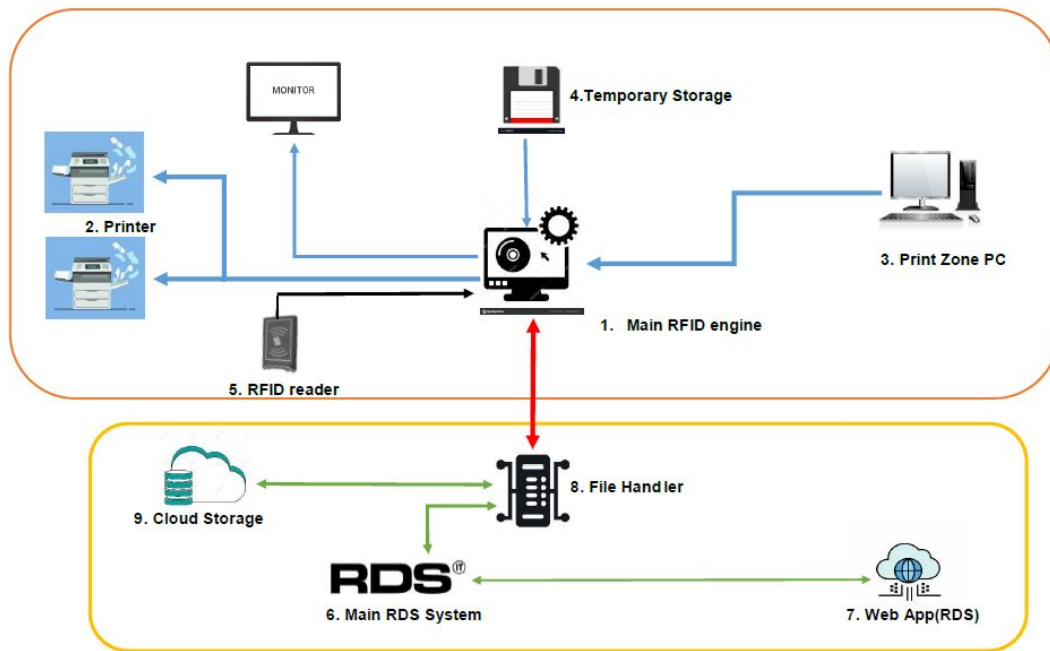 MONITOR
4.Temporary Storage
2. Printer
3. Print Zone PC
1. Main RFID engine
5. RFID reader
8. File Handler
9. Cloud Storage
RDS IT
6. Main RDS System
7. Web App(RDS)